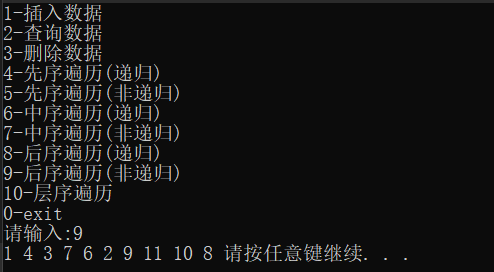 1-插入数据
2-查询数据
3-删除数据
4-先序遍历(递归)
5-先序遍历(非递归)
6-中序遍历(递归)
7-中序遍历(非递归)
8-后序遍历(递归)
9-后序遍历(非递归)
10-层序遍历
0-exit
请输入:9
1 4 3 7 6 2 9 11 10 8 请按任意键继续. . .